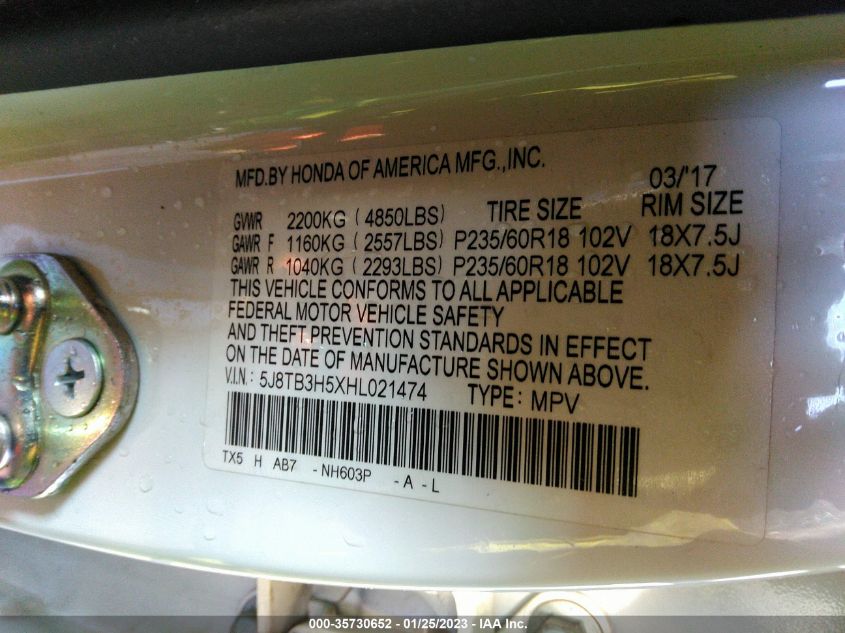 MFD.BY HONDA OF AMERICA MFG.,INC. 03/'17
GVWR 2200KG ( 4850LBS) TIRE SIZE RIM SIZE
GAWR F 1160KG ( 2557LBS) P235/60R18 102V 18X7.5J
GAWR R 1040KG ( 2293LBS) P235/60R18 102V 18X7.5J
THIS VEHICLE CONFORMS TO ALL APPLICABLE
FEDERAL MOTOR VEHICLE SAFETY
AND THEFT PREVENTION STANDARDS IN EFFECT
ON THE DATE OF MANUFACTURE SHOWN ABOVE.
V.I.N.: 5J8TB3H5XHL021474 TYPE: MPV
TX5 H AB7 -NH603P -A -L
000-35730652 - 01/25/2023 - IAA Inc.